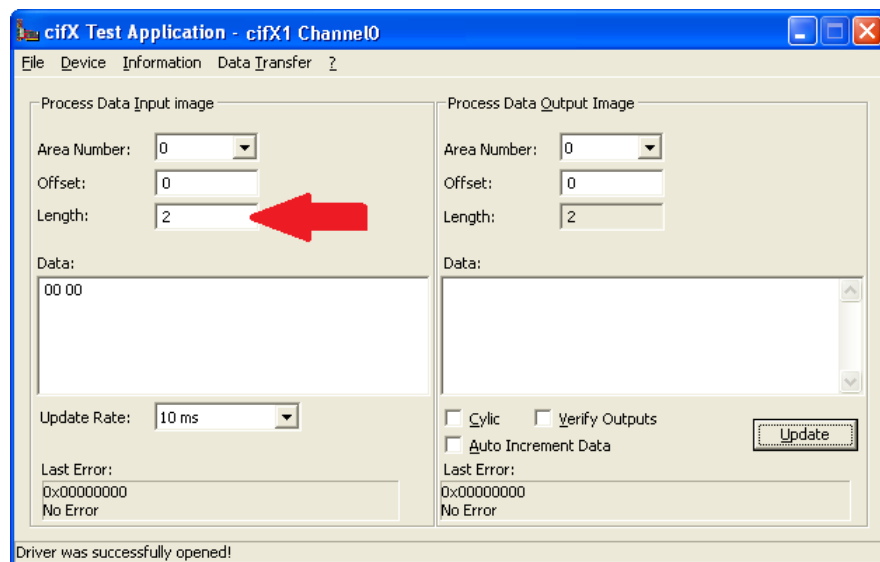 cifX Test Application - cifX1 Channel0
File Device Information Data Transfer ?
Process Data Input image
Area Number: 0
Offset: 0
Length: 2
Data:
00 00
Update Rate: 10 ms
Last Error:
0x00000000
No Error
Process Data Output Image
Area Number: 0
Offset: 0
Length: 2
Data:
Cylic Verify Outputs
Auto Increment Data
Update
Last Error:
0x00000000
No Error
Driver was successfully opened!